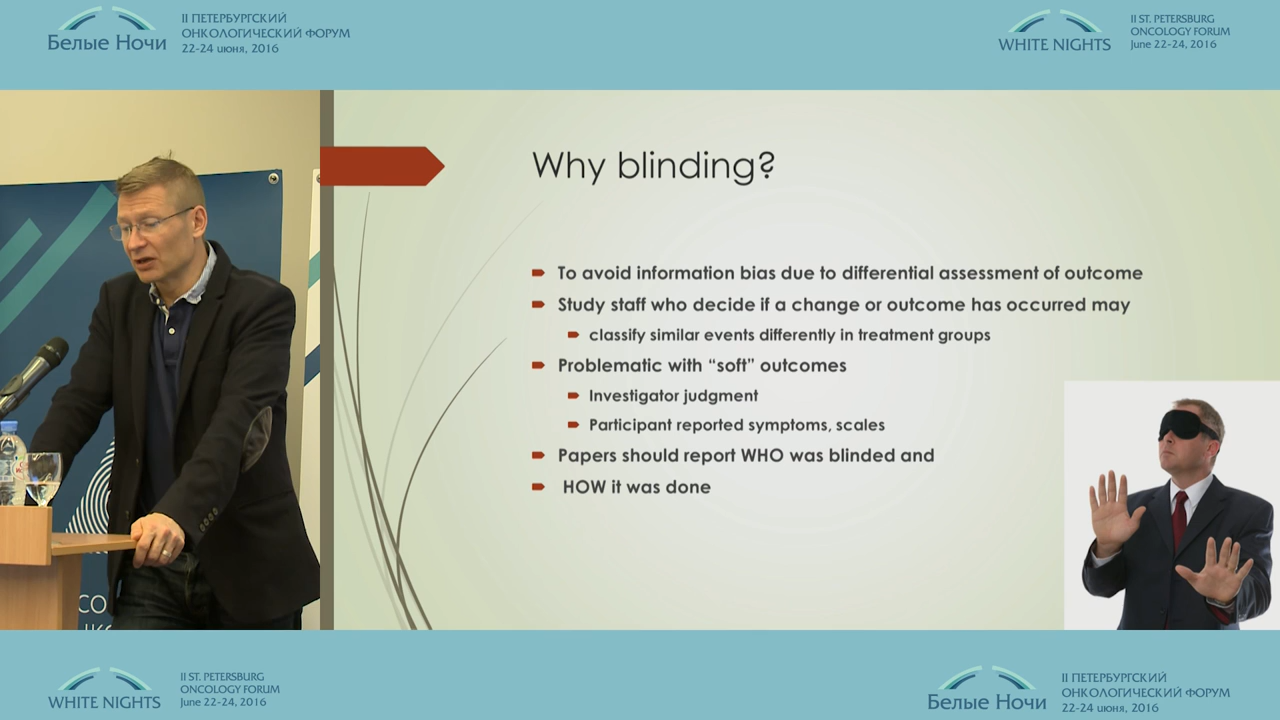 II ПЕТЕРБУРГСКИЙ
ОНКОЛОГИЧЕСКИЙ ФОРУМ
Белые Ночи
22-24 июня, 2016
II ST. PETERSBURG
ONCOLOGY FORUM
WHITE NIGHTS
June 22-24, 2016
Why blinding?
To avoid information bias due to differential assessment of outcome
Study staff who decide if a change or outcome has occurred may
classify similar events differently in treatment groups
Problematic with “soft” outcomes
Investigator judgment
Participant reported symptoms, scales
Papers should report WHO was blinded and
HOW it was done
II ST. PETERSBURG
ONCOLOGY FORUM
WHITE NIGHTS
June 22-24, 2016
II ПЕТЕРБУРГСКИЙ
ОНКОЛОГИЧЕСКИЙ ФОРУМ
Белые Ночи
22-24 июня, 2016